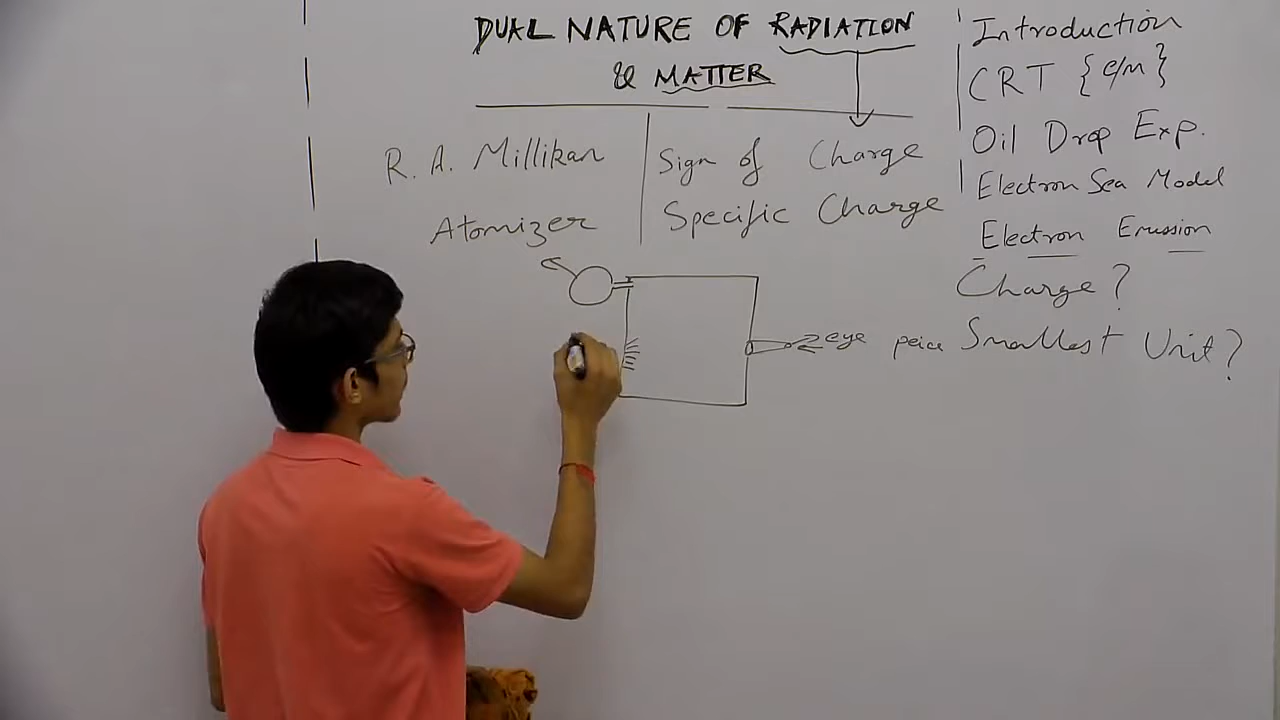 DUAL NATURE OF RADIATION
& MATTER
R. A. Millikan
Atomizer
Sign of Charge
Specific Charge
eye peice
Introduction
CRT {e/m}
Oil Drop Exp.
Electron Sea Model
Electron Emission
Charge?
Smallest Unit?